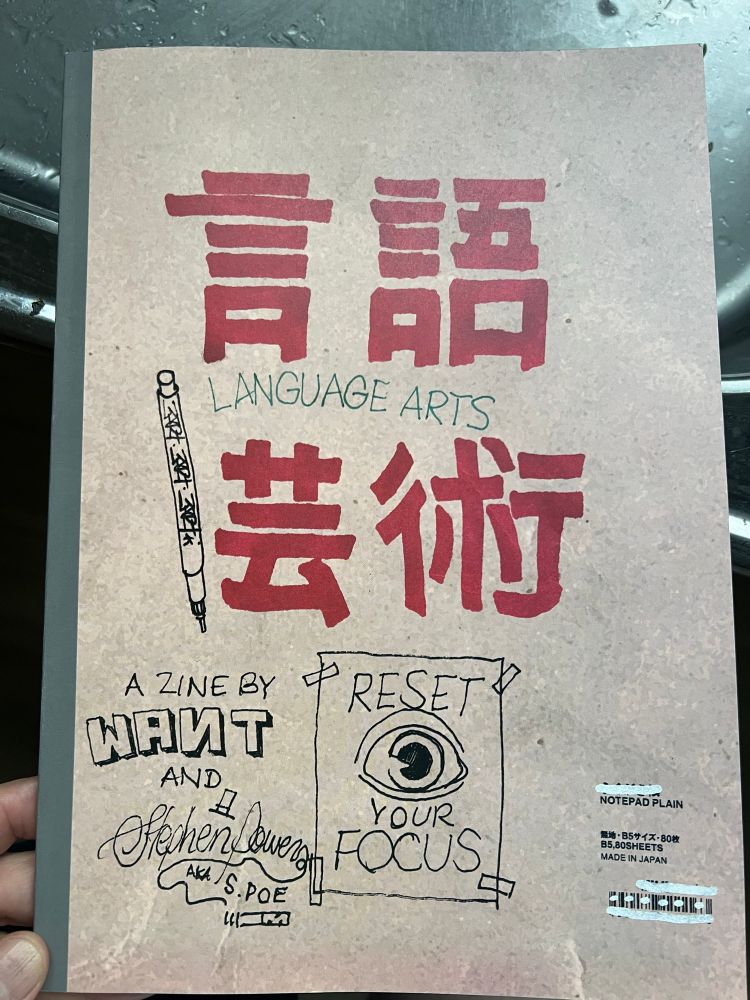 言語
LANGUAGE ARTS
芸術
A ZINE BY
WANT
AND
Stephen Powers
AKA
S.POE
RESET
YOUR
FOCUS
NOTEPAD PLAIN
無地・B5サイズ・80枚
B5,80SHEETS
MADE IN JAPAN